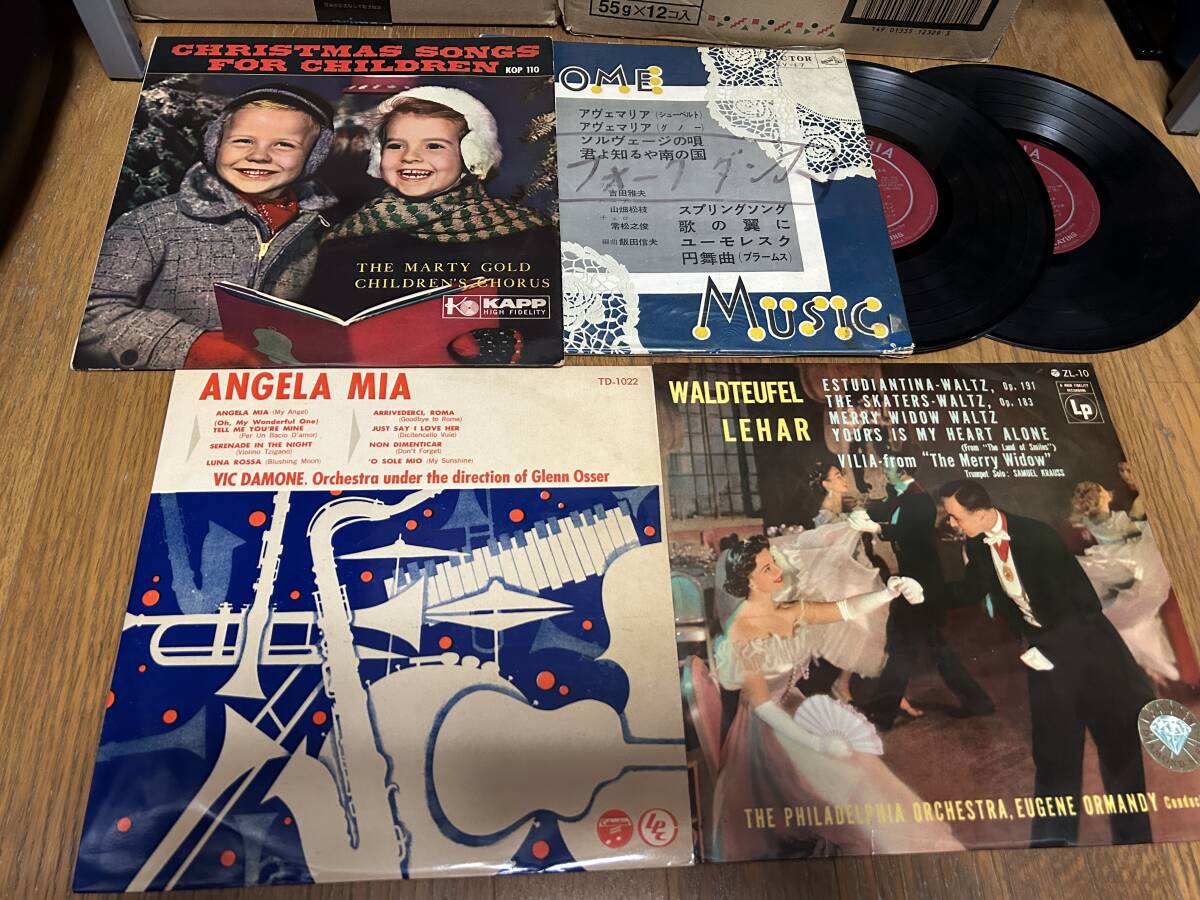 55g×12コ入
149 01335 12329 3
CHRISTMAS SONGS
FOR CHILDREN
KOP 110
THE MARTY GOLD
CHILDREN'S CHORUS
KAPP
HIGH FIDELITY
OME
アヴェマリア (シューベルト)
アヴェマリア (グノー)
ソルヴェージの唄
君よ知るや南の国
フォークダンス
吉田雅夫
山畑松枝
常松之俊
編曲 飯田信夫
スプリングソング
歌の翼に
ユーモレスク
円舞曲 (ブラームス)
MUSIC
ANGELA MIA
TD-1022
ANGELA MIA (My Angel)
(Oh, My Wonderful One)
TELL ME YOU'RE MINE
(Per Un Bacio D'amor)
SERENADE IN THE NIGHT
(Violino Tzigano)
LUNA ROSSA (Blushing Moon)
ARRIVEDERCI, ROMA
(Goodbye to Rome)
JUST SAY I LOVE HER
(Dicitencello Vuie)
NON DIMENTICAR
(Don't Forget)
'O SOLE MIO (My Sunshine)
VIC DAMONE. Orchestra under the direction of Glenn Osser
WALDTEUFEL
LEHAR
ZL-10
ESTUDIANTINA-WALTZ, Op. 191
THE SKATERS-WALTZ, Op. 183
MERRY WIDOW WALTZ
YOURS IS MY HEART ALONE
(From "The Land of Smiles")
VILIA-from "The Merry Widow"
Trumpet Solo: SAMUEL KRAUSS
Lp
THE PHILADELPHIA ORCHESTRA, EUGENE ORMANDY Conduc